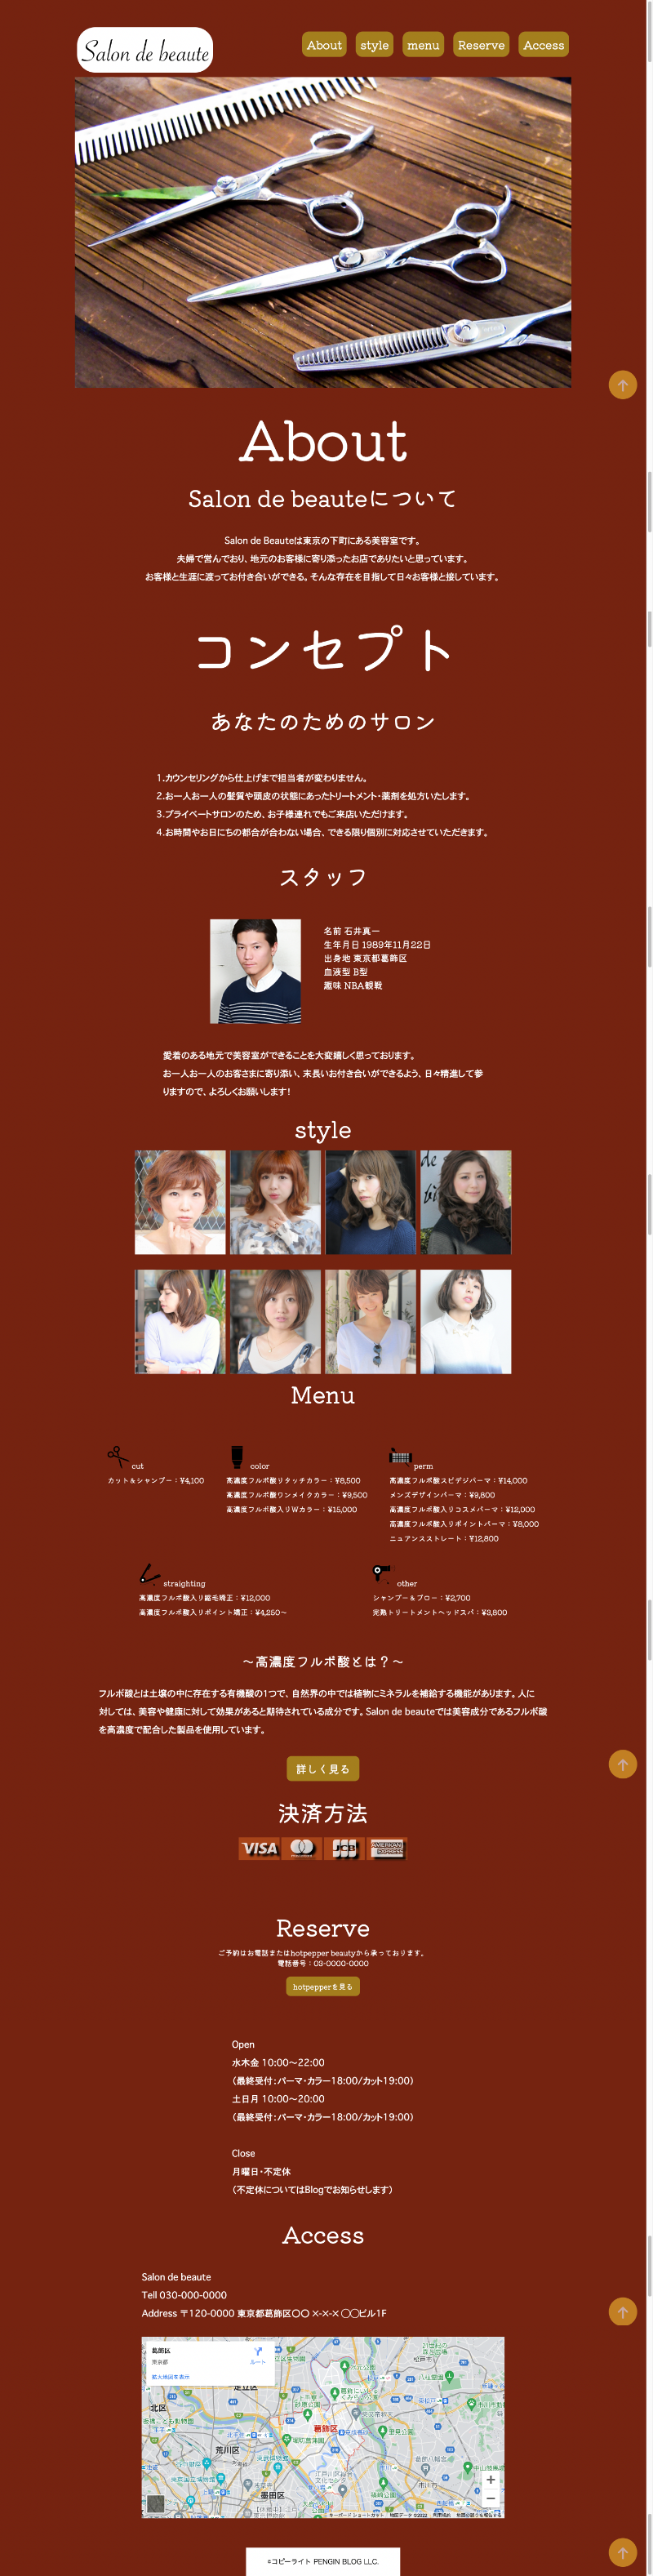 Salon de beaute
About style menu Reserve Access
About
Salon de beauteについて
Salon de Beauteは東京の下町にある美容室です。
夫婦で営んでおり、地元のお客様に寄り添ったお店でありたいと思っています。
お客様と生涯に渡ってお付き合いができる。そんな存在を目指して日々お客様と接しています。
コンセプト
あなたのためのサロン
1.カウンセリングから仕上げまで担当者が変わりません。
2.お一人お一人の髪質や頭皮の状態にあったトリートメント・薬剤を処方いたします。
3.プライベートサロンのため、お子様連れでもご来店いただけます。
4.お時間やお日にちの都合が合わない場合、できる限り個別に対応させていただきます。
スタッフ
名前 石井真一
生年月日 1989年11月22日
出身地 東京都葛飾区
血液型 B型
趣味 NBA観戦
愛着のある地元で美容室ができることを大変嬉しく思っております。
お一人お一人のお客さまに寄り添い、末長いお付き合いができるよう、日々精進して参
りますので、よろしくお願いします！
style
Menu
cut
カット＆シャンプー：¥4,100
color
高濃度フルボ酸リタッチカラー：¥8,500
高濃度フルボ酸ワンメイクカラー：¥9,500
高濃度フルボ酸入りWカラー：¥15,000
perm
高濃度フルボ酸スピデジパーマ：¥14,000
メンズデザインパーマ：¥9,800
高濃度フルボ酸入りコスメパーマ：¥12,000
高濃度フルボ酸入りポイントパーマ：¥8,000
ニュアンスストレート：¥12,800
straighting
高濃度フルボ酸入り縮毛矯正：¥12,000
高濃度フルボ酸入りポイント矯正：¥4,250〜
other
シャンプー＆ブロー：¥2,700
完熟トリートメントヘッドスパ：¥3,800
〜高濃度フルボ酸とは？〜
フルボ酸とは土壌の中に存在する有機酸の1つで、自然界の中では植物にミネラルを補給する機能があります。人に
対しては、美容や健康に対して効果があると期待されている成分です。Salon de beauteでは美容成分であるフルボ酸
を高濃度で配合した製品を使用しています。
詳しく見る
決済方法
VISA
JCB
AMERICAN EXPRESS
Reserve
ご予約はお電話またはhotpepper beautyから承っております。
電話番号：03-0000-0000
hotpepperを見る
Open
水木金 10:00〜22:00
（最終受付：パーマ・カラー18:00/カット19:00）
土日月 10:00〜20:00
（最終受付：パーマ・カラー18:00/カット19:00）
Close
月曜日・不定休
（不定休についてはBlogでお知らせします）
Access
Salon de beaute
Tell 030-000-0000
Address 〒120-0000 東京都葛飾区〇〇 ×-×-× ◯◯ビル1F
葛飾区
東京都
ルート
拡大地図を表示
足立区
北区
葛飾区
荒川区
墨田区
市川市
水元公園
キーボード ショートカット 地図データ ©2022 利用規約
©コピーライト PENGIN BLOG LLC.